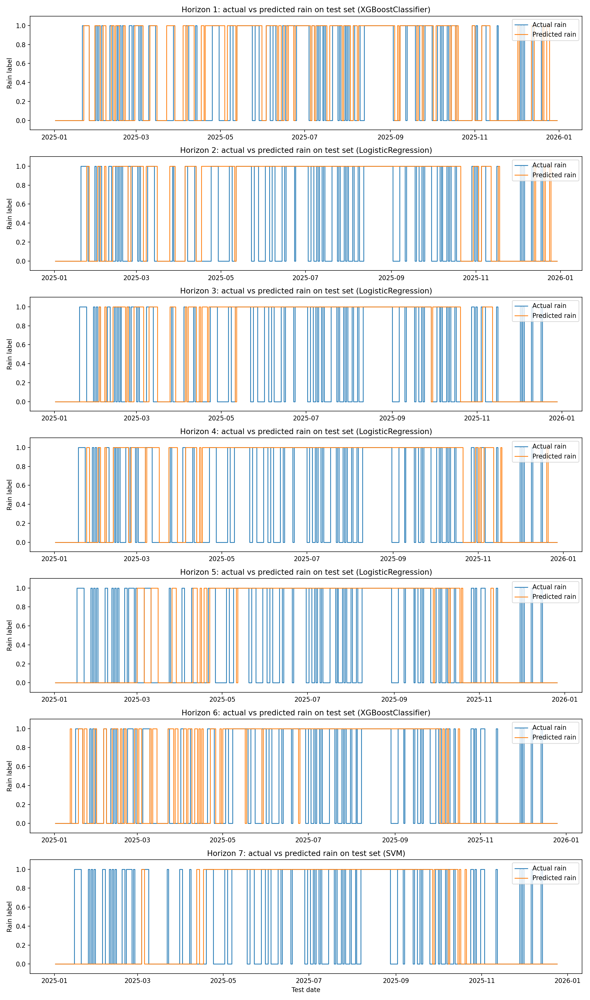 Horizon 1: actual vs predicted rain on test set (XGBoostClassifier)
Rain label
1.0
0.8
0.6
0.4
0.2
0.0
Actual rain
Predicted rain
2025-01 2025-03 2025-05 2025-07 2025-09 2025-11 2026-01
Horizon 2: actual vs predicted rain on test set (LogisticRegression)
Rain label
1.0
0.8
0.6
0.4
0.2
0.0
Actual rain
Predicted rain
2025-01 2025-03 2025-05 2025-07 2025-09 2025-11 2026-01
Horizon 3: actual vs predicted rain on test set (LogisticRegression)
Rain label
1.0
0.8
0.6
0.4
0.2
0.0
Actual rain
Predicted rain
2025-01 2025-03 2025-05 2025-07 2025-09 2025-11 2026-01
Horizon 4: actual vs predicted rain on test set (LogisticRegression)
Rain label
1.0
0.8
0.6
0.4
0.2
0.0
Actual rain
Predicted rain
2025-01 2025-03 2025-05 2025-07 2025-09 2025-11 2026-01
Horizon 5: actual vs predicted rain on test set (LogisticRegression)
Rain label
1.0
0.8
0.6
0.4
0.2
0.0
Actual rain
Predicted rain
2025-01 2025-03 2025-05 2025-07 2025-09 2025-11 2026-01
Horizon 6: actual vs predicted rain on test set (XGBoostClassifier)
Rain label
1.0
0.8
0.6
0.4
0.2
0.0
Actual rain
Predicted rain
2025-01 2025-03 2025-05 2025-07 2025-09 2025-11 2026-01
Horizon 7: actual vs predicted rain on test set (SVM)
Rain label
1.0
0.8
0.6
0.4
0.2
0.0
Actual rain
Predicted rain
2025-01 2025-03 2025-05 2025-07 2025-09 2025-11 2026-01
Test date